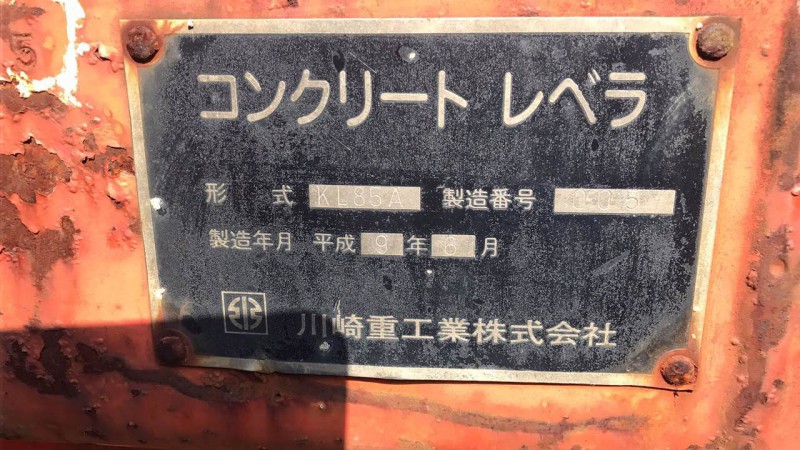 コンクリート レベラ
形 式 KL85A 製造番号
製造年月 平成 9 年 6 月
川崎重工業株式会社